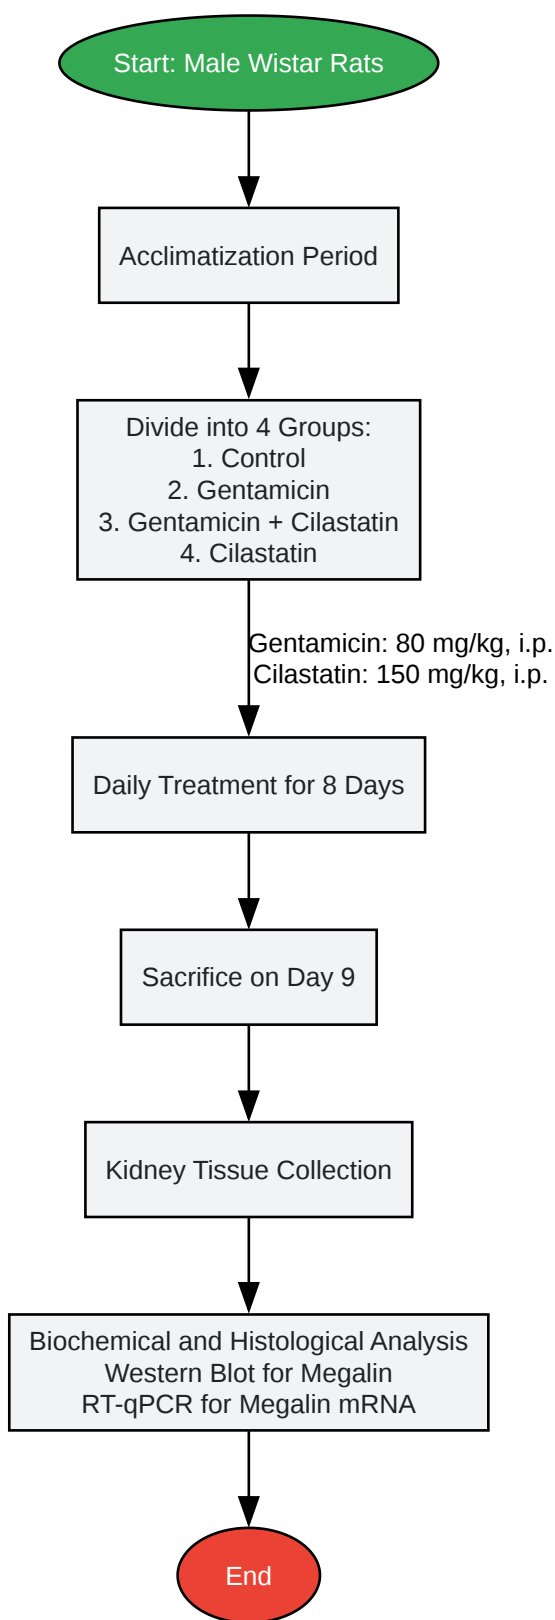 Start: Male Wistar Rats
Acclimatization Period
Divide into 4 Groups:
1. Control
2. Gentamicin
3. Gentamicin + Cilastatin
4. Cilastatin
Gentamicin: 80 mg/kg, i.p.
Cilastatin: 150 mg/kg, i.p.
Daily Treatment for 8 Days
Sacrifice on Day 9
Kidney Tissue Collection
Biochemical and Histological Analysis
Western Blot for Megalin
RT-qPCR for Megalin mRNA
End